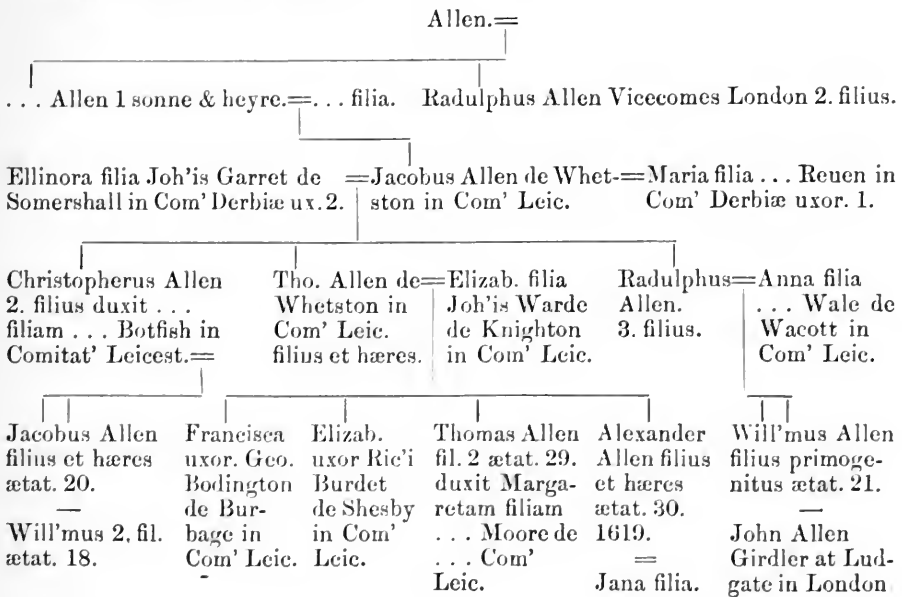 Allen.=
. . . Allen 1 sonne & heyre.=. . . filia.
Radulphus Allen Vicecomes London 2. filius.
Ellinora filia Joh'is Garret de
Somershall in Com' Derbiæ ux. 2.
=Jacobus Allen de Whet-
ston in Com' Leic.
=Maria filia . . . Reuen in
Com' Derbiæ uxor. 1.
Christopherus Allen
2. filius duxit . . .
filiam . . . Botfish in
Comitat' Leicest.=
Tho. Allen de
Whetston in
Com' Leic.
filius et hæres.
=Elizab. filia
Joh'is Warde
de Knighton
in Com' Leic.
Radulphus
Allen.
3. filius.
=Anna filia
. . . Wale de
Wacott in
Com' Leic.
Jacobus Allen
filius et hæres
ætat. 20.
—
Will'mus 2. fil.
ætat. 18.
Francisca
uxor. Geo.
Bodington
de Bur-
bage in
Com' Leic.
Elizab.
uxor Ric'i
Burdet
de Shesby
in Com'
Leic.
Thomas Allen
fil. 2 ætat. 29.
duxit Marga-
retam filiam
. . . Moore de
. . . Com'
Leic.
Alexander
Allen filius
et hæres
ætat. 30.
1619.
=
Jana filia.
Will'mus Allen
filius primoge-
nitus ætat. 21.
—
John Allen
Girdler at Lud-
gate in London